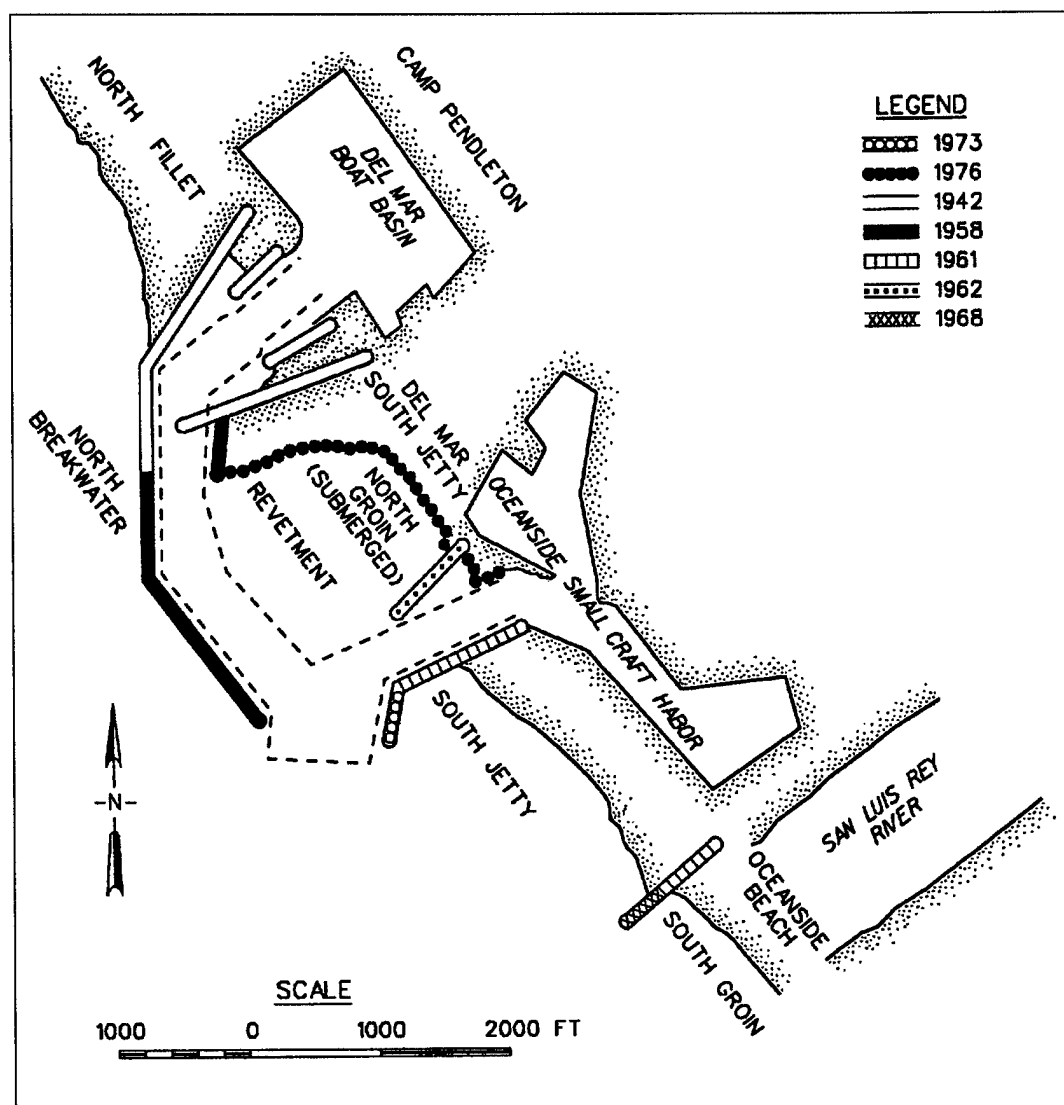 NORTH FILLET
CAMP PENDLETON
DEL MAR
BOAT BASIN
LEGEND
1973
1976
1942
1958
1961
1962
1968
NORTH
BREAKWATER
DEL MAR
SOUTH JETTY
NORTH
GROIN
(SUBMERGED)
REVETMENT
OCEANSIDE SMALL CRAFT HABOR
SOUTH JETTY
-N-
SAN LUIS REY
RIVER
OCEANSIDE
BEACH
SOUTH GROIN
SCALE
1000 0 1000 2000 FT